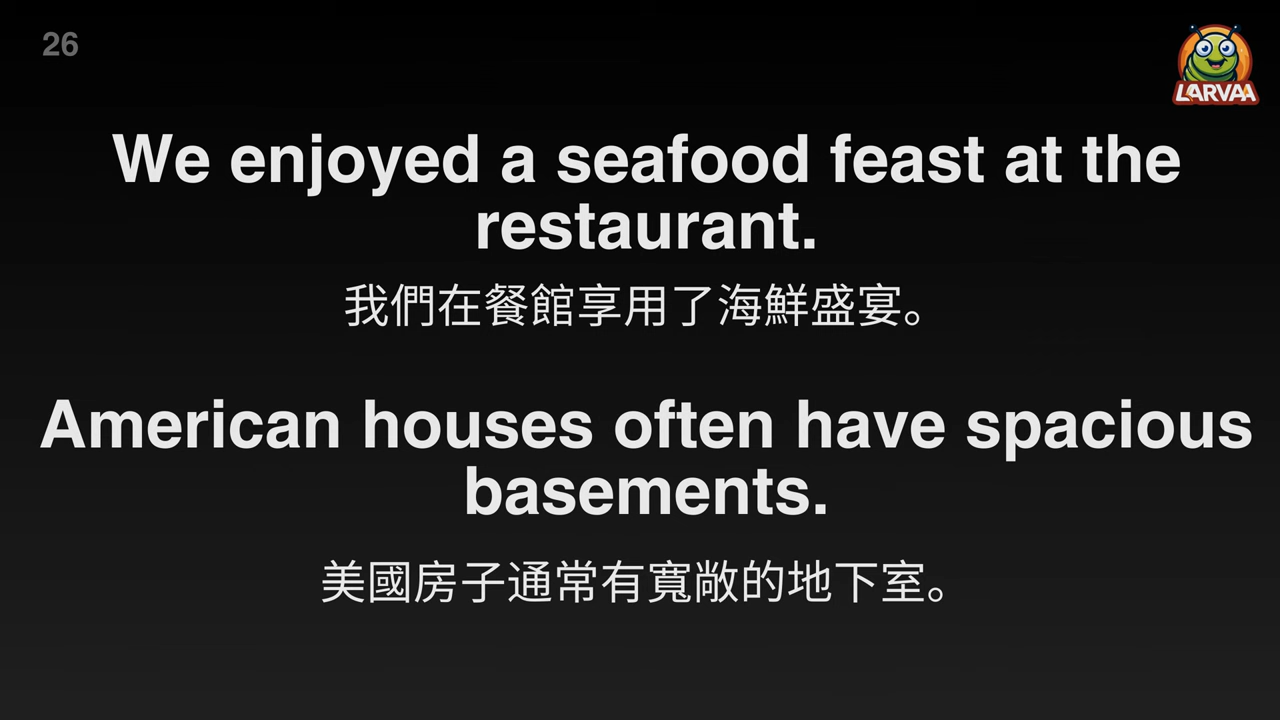 26
LARVAA
We enjoyed a seafood feast at the
restaurant.
我們在餐館享用了海鮮盛宴。
American houses often have spacious
basements.
美國房子通常有寬敞的地下室。